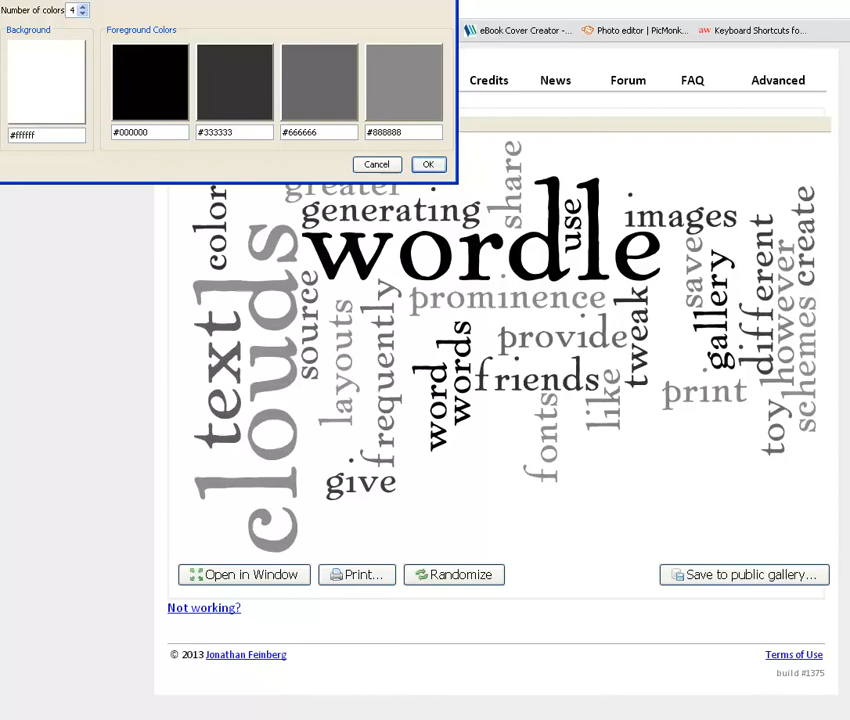 Number of colors 4
Background
Foreground Colors
#ffffff
#000000
#333333
#666666
#888888
Cancel
OK
eBook Cover Creator -...
Photo editor | PicMonk...
aw Keyboard Shortcuts fo...
Credits
News
Forum
FAQ
Advanced
greater
share
color
generating
use
images
create
wordle
clouds
text
source
save
gallery
different
however
schemes
prominence
layouts
frequently
provide
tweak
word
words
friends
print
like
fonts
toy
give
Open in Window
Print...
Randomize
Save to public gallery...
Not working?
© 2013 Jonathan Feinberg
Terms of Use
build #1375